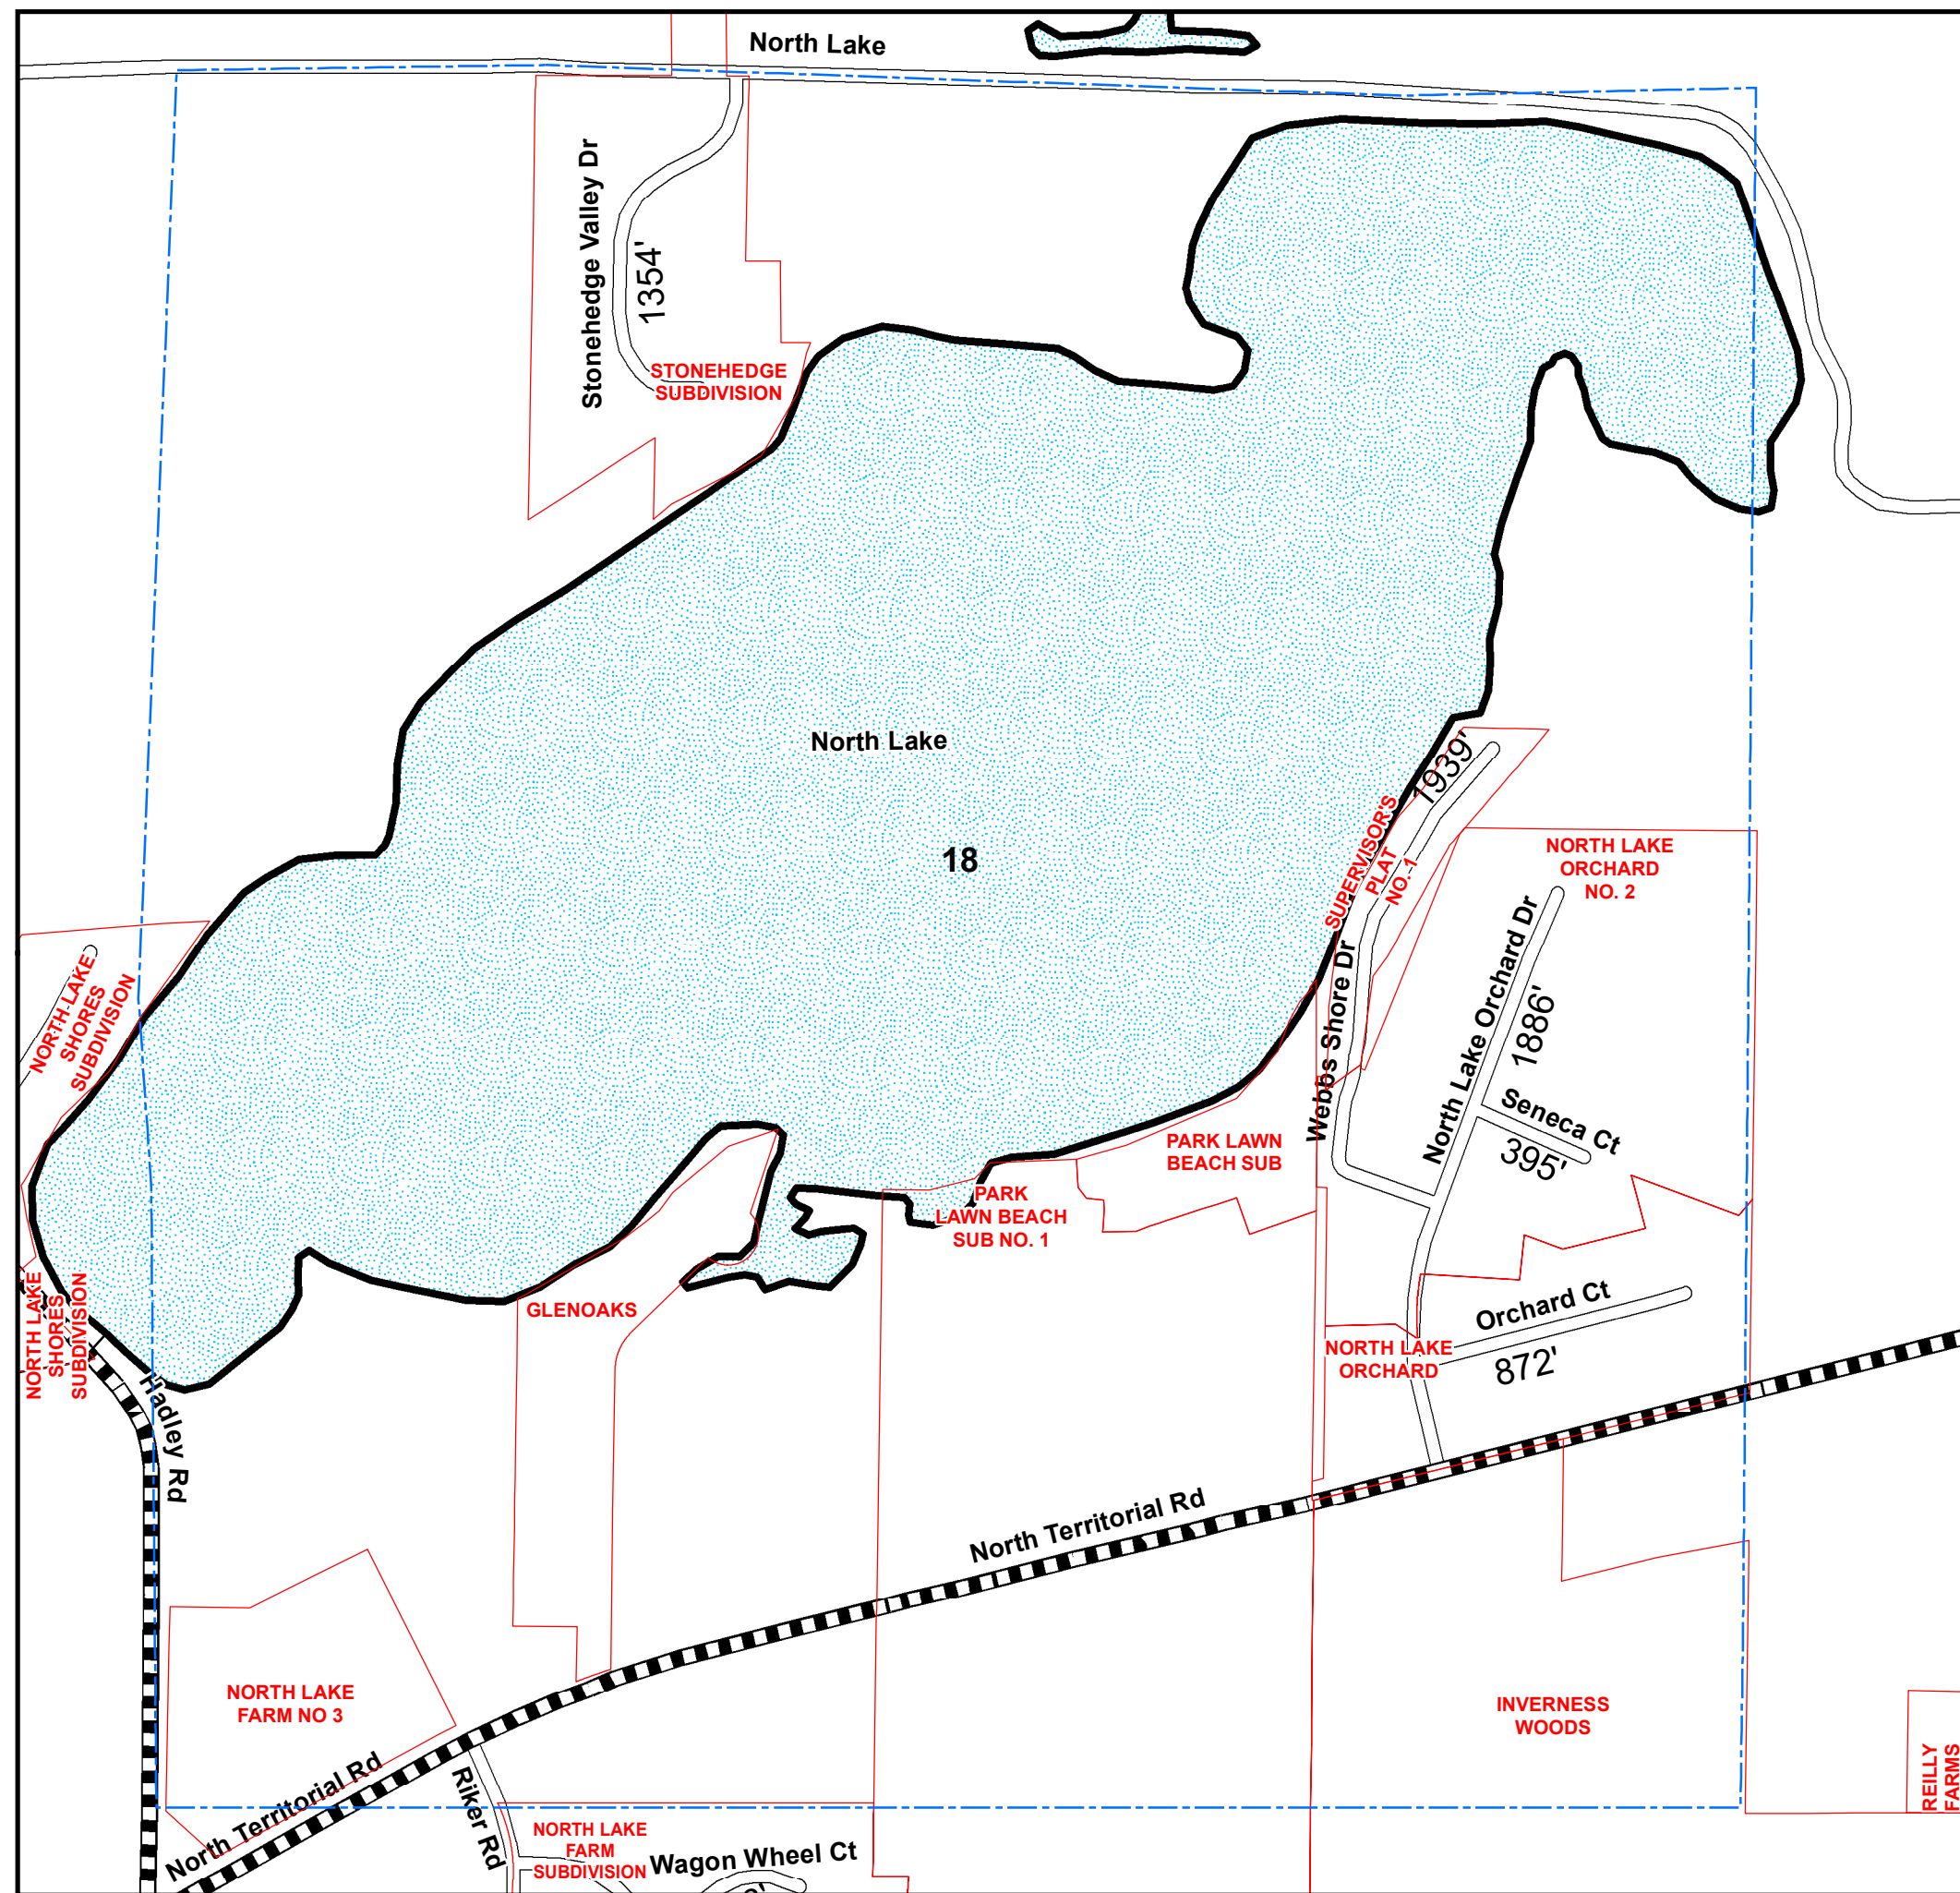 North Lake
Stonehedge Valley Dr
1354'
STONEHEDGE
SUBDIVISION
North Lake
18
1939'
SUPERVISOR'S
PLAT
NO. 1
NORTH LAKE
ORCHARD
NO. 2
Webbs Shore Dr
North Lake Orchard Dr
1886'
Seneca Ct
395'
NORTH LAKE
SHORES
SUBDIVISION
PARK LAWN
BEACH SUB
PARK
LAWN BEACH
SUB NO. 1
GLENOAKS
NORTH LAKE
SHORES
SUBDIVISION
Orchard Ct
872'
NORTH LAKE
ORCHARD
Hadley Rd
North Territorial Rd
NORTH LAKE
FARM NO 3
INVERNESS
WOODS
REILLY
FARMS
North Territorial Rd
Riker Rd
NORTH LAKE
FARM
SUBDIVISION
Wagon Wheel Ct